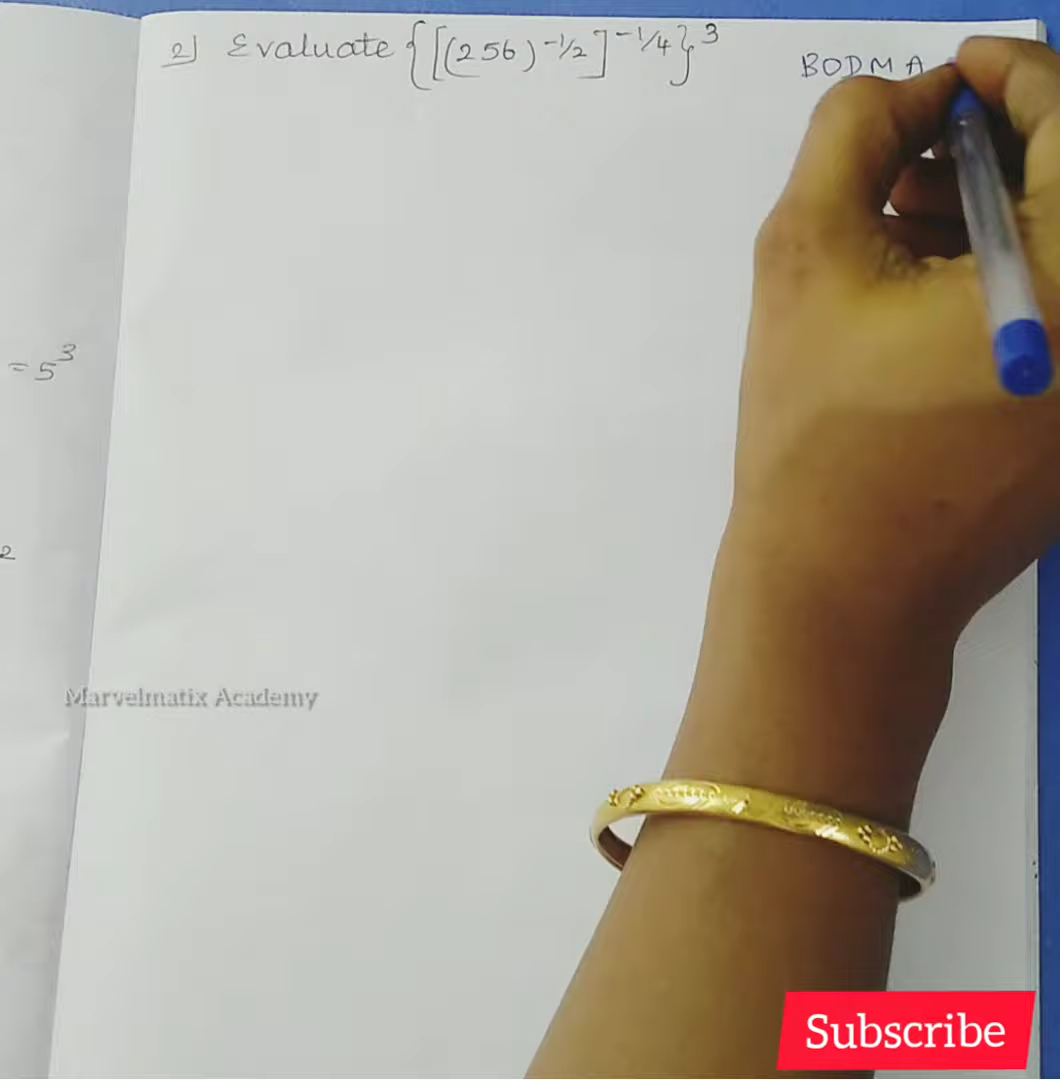 2) Evaluate {[(256)^-1/2]^-1/4}^3
BODMA
= 5^3
2
Marvelmatix Academy
Subscribe